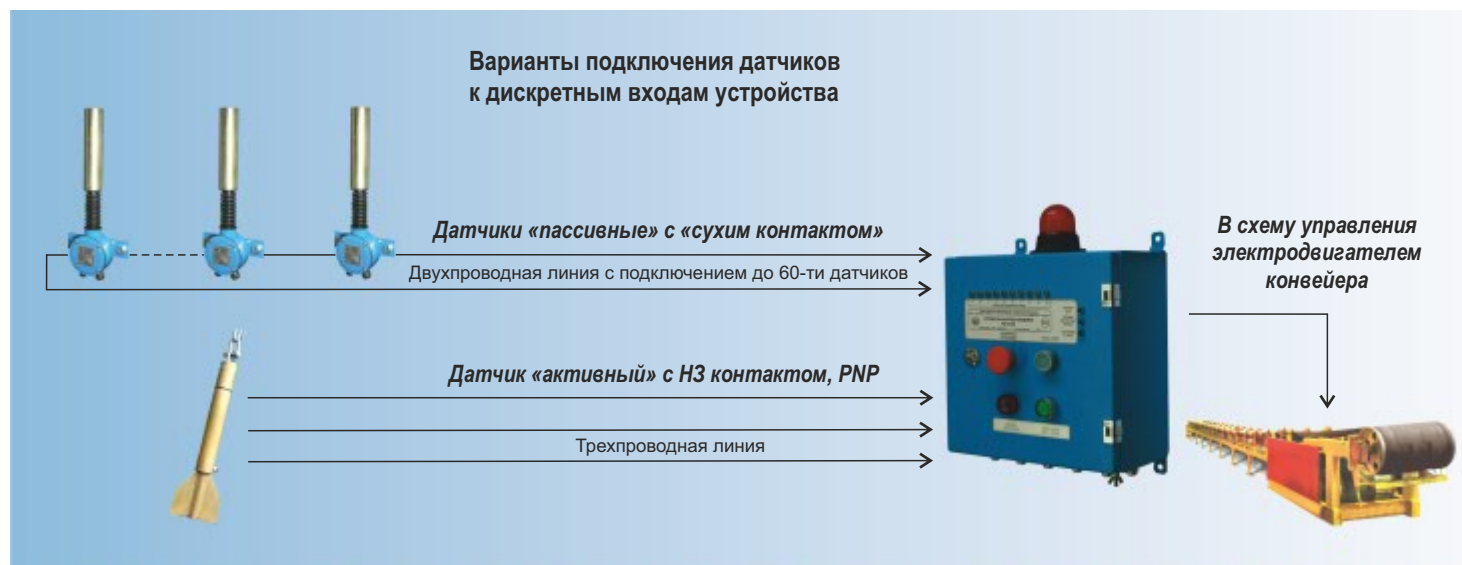 Варианты подключения датчиков
к дискретным входам устройства
Датчики «пассивные» с «сухим контактом»
Двухпроводная линия с подключением до 60-ти датчиков
Датчик «активный» с НЗ контактом, PNP
Трехпроводная линия
В схему управления
электродвигателем
конвейера